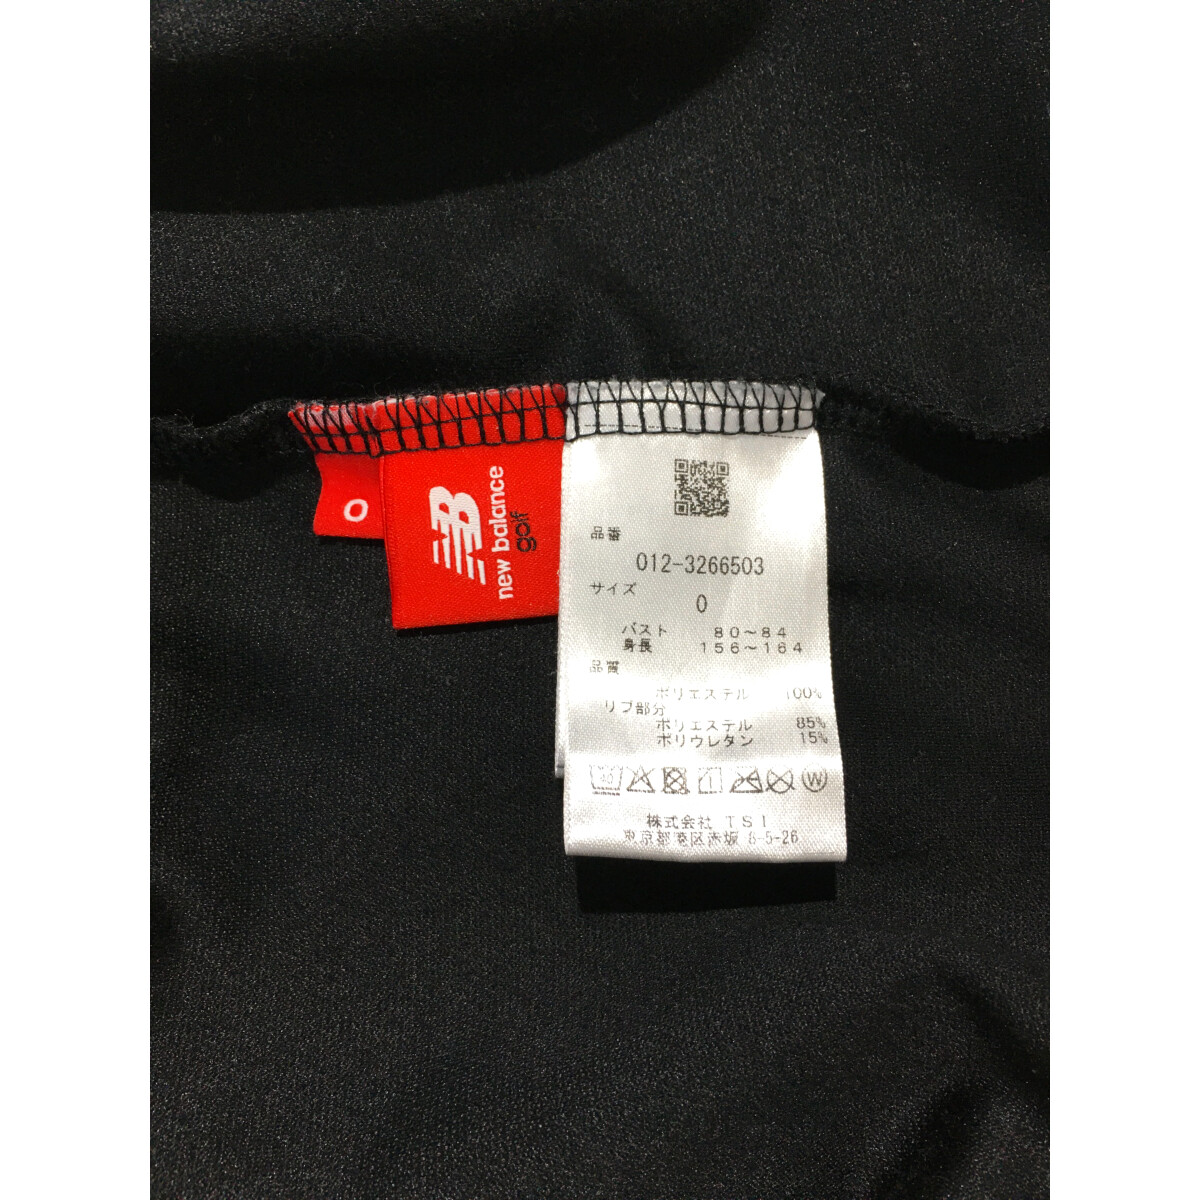 0
NB
new balance
golf
品番
012-3266503
サイズ
0
バスト 80～84
身長 156～164
品質
ポリエステル 100%
リブ部分
ポリエステル 85%
ポリウレタン 15%
W
株式会社 TSI
東京都港区赤坂 8-5-26